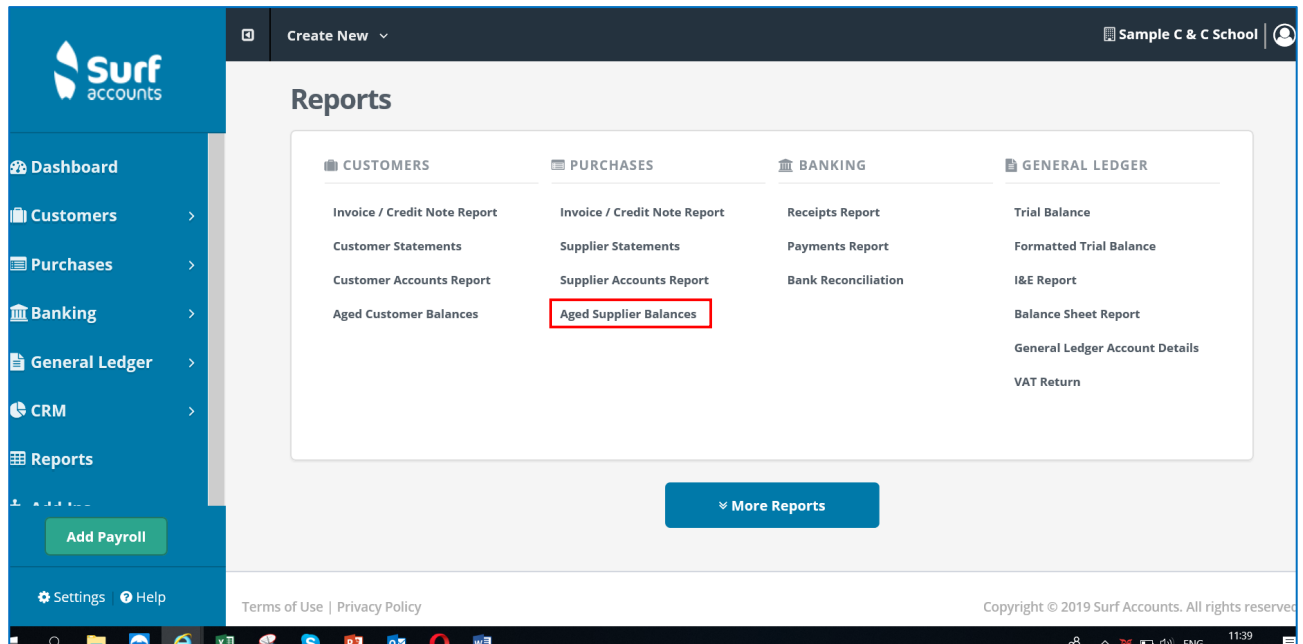 Surf
accounts
Create New
Sample C & C School
Dashboard
Customers
Purchases
Banking
General Ledger
CRM
Reports
Add Payroll
Settings
Help
Reports
CUSTOMERS
Invoice / Credit Note Report
Customer Statements
Customer Accounts Report
Aged Customer Balances
PURCHASES
Invoice / Credit Note Report
Supplier Statements
Supplier Accounts Report
Aged Supplier Balances
BANKING
Receipts Report
Payments Report
Bank Reconciliation
GENERAL LEDGER
Trial Balance
Formatted Trial Balance
I&E Report
Balance Sheet Report
General Ledger Account Details
VAT Return
More Reports
Terms of Use | Privacy Policy
Copyright © 2019 Surf Accounts. All rights reserved
ENG
11:39